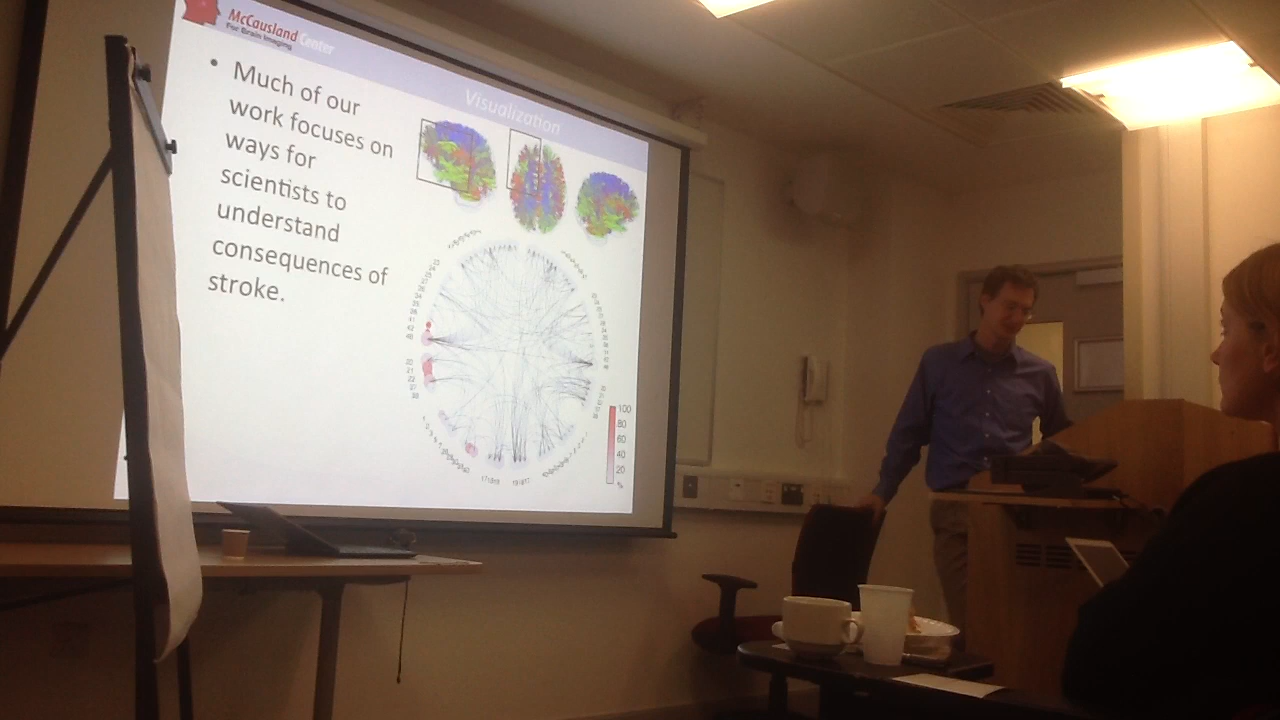 McCausland Center
For Brain Imaging
Visualization
• Much of our
work focuses on
ways for
scientists to
understand
consequences of
stroke.
100
80
60
40
20
%